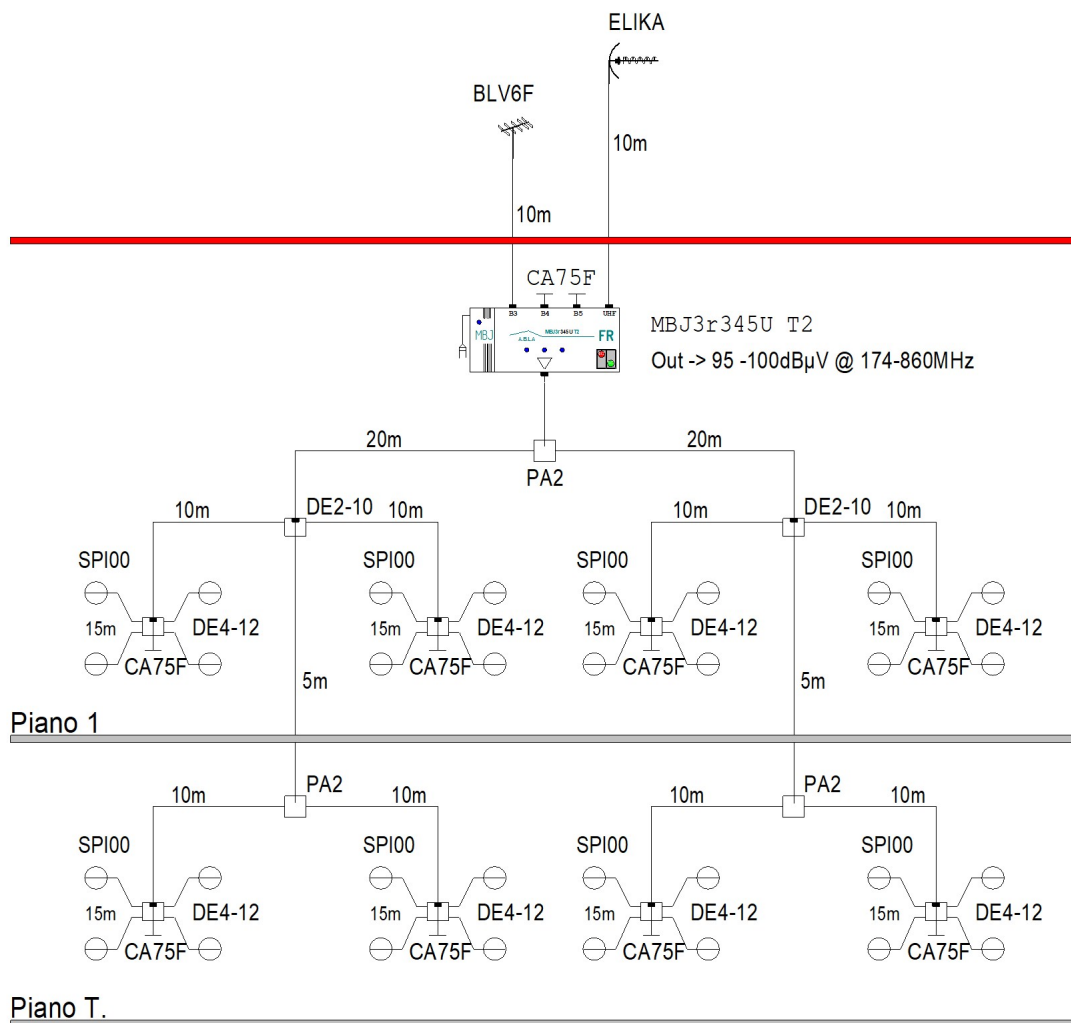 ELIKA
BLV6F
10m
10m
CA75F
B3 B4 B5 UHF
MBJ MBJ3r345U T2 FR
A.B.L.A
MBJ3r345U T2
Out -> 95 -100dBµV @ 174-860MHz
20m 20m
PA2
10m DE2-10 10m 10m DE2-10 10m
SPI00 SPI00 SPI00 SPI00
15m DE4-12 15m DE4-12 15m DE4-12 15m DE4-12
CA75F CA75F CA75F CA75F
5m 5m
Piano 1
PA2 PA2
10m 10m 10m 10m
SPI00 SPI00 SPI00 SPI00
15m DE4-12 15m DE4-12 15m DE4-12 15m DE4-12
CA75F CA75F CA75F CA75F
Piano T.